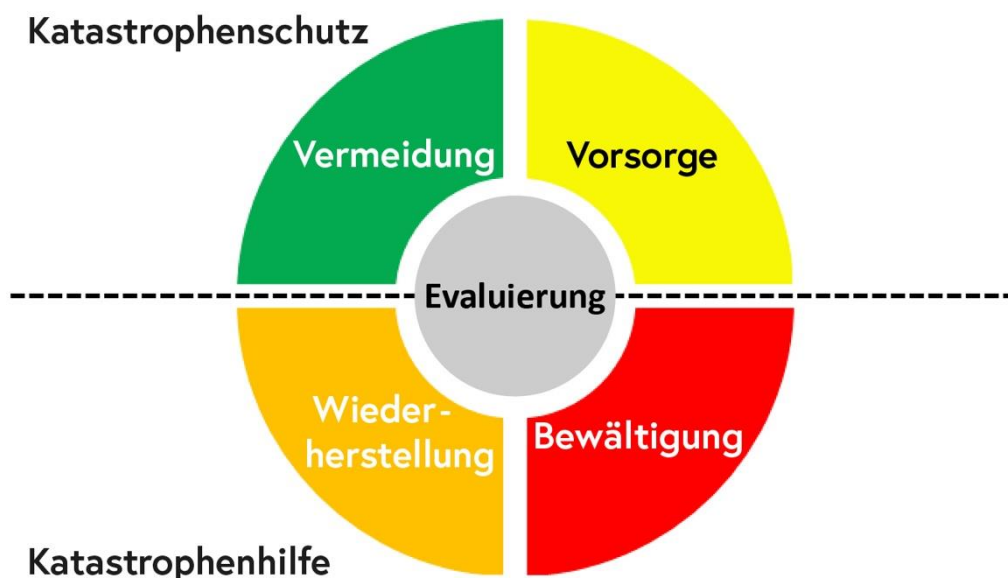 Katastrophenschutz
Vermeidung
Vorsorge
Evaluierung
Wieder-
herstellung
Bewältigung
Katastrophenhilfe